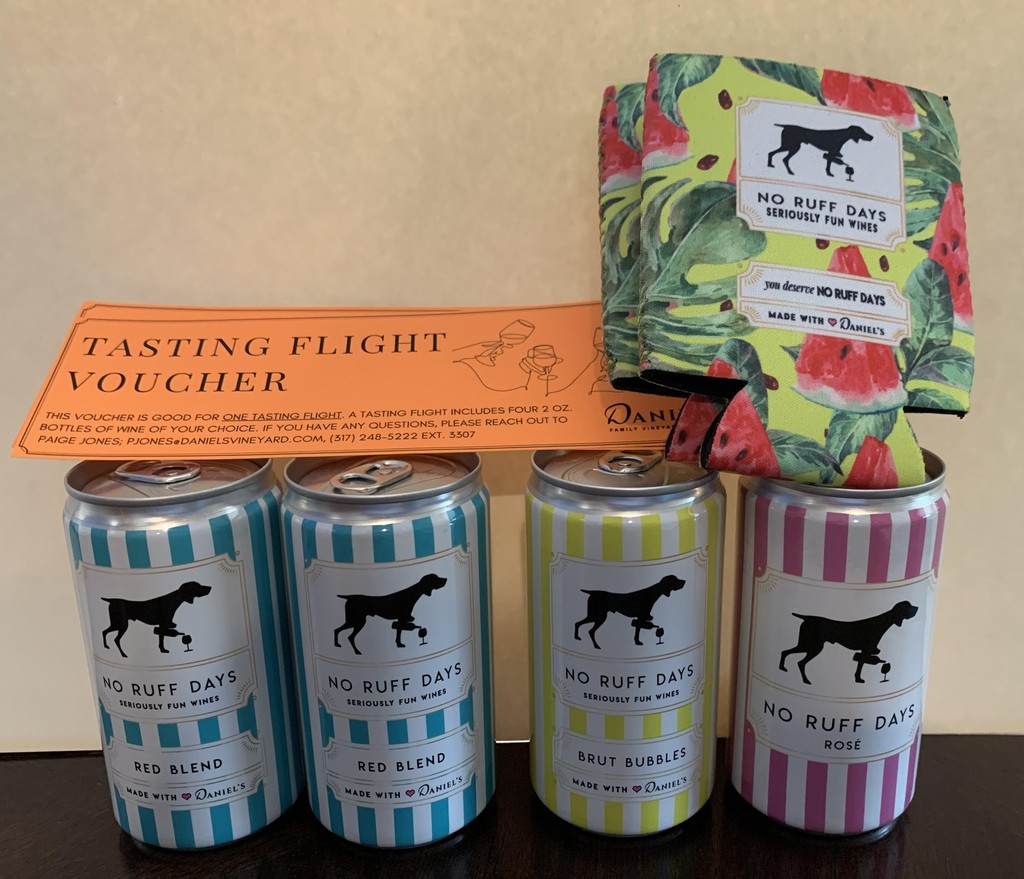 TASTING FLIGHT
VOUCHER
THIS VOUCHER IS GOOD FOR ONE TASTING FLIGHT. A TASTING FLIGHT INCLUDES FOUR 2 OZ.
BOTTLES OF WINE OF YOUR CHOICE. IF YOU HAVE ANY QUESTIONS, PLEASE REACH OUT TO
PAIGE JONES; PJONES@DANIELSVINEYARD.COM, (317) 248-5222 EXT. 3307
DANI
FAMILY VINEYA
NO RUFF DAYS
SERIOUSLY FUN WINES
you deserve NO RUFF DAYS
MADE WITH ♥ DANIEL'S
NO RUFF DAYS
SERIOUSLY FUN WINES
RED BLEND
MADE WITH ♥ DANIEL'S
NO RUFF DAYS
SERIOUSLY FUN WINES
RED BLEND
MADE WITH ♥ DANIEL'S
NO RUFF DAYS
SERIOUSLY FUN WINES
BRUT BUBBLES
MADE WITH ♥ DANIEL'S
NO RUFF DAYS
ROSÉ